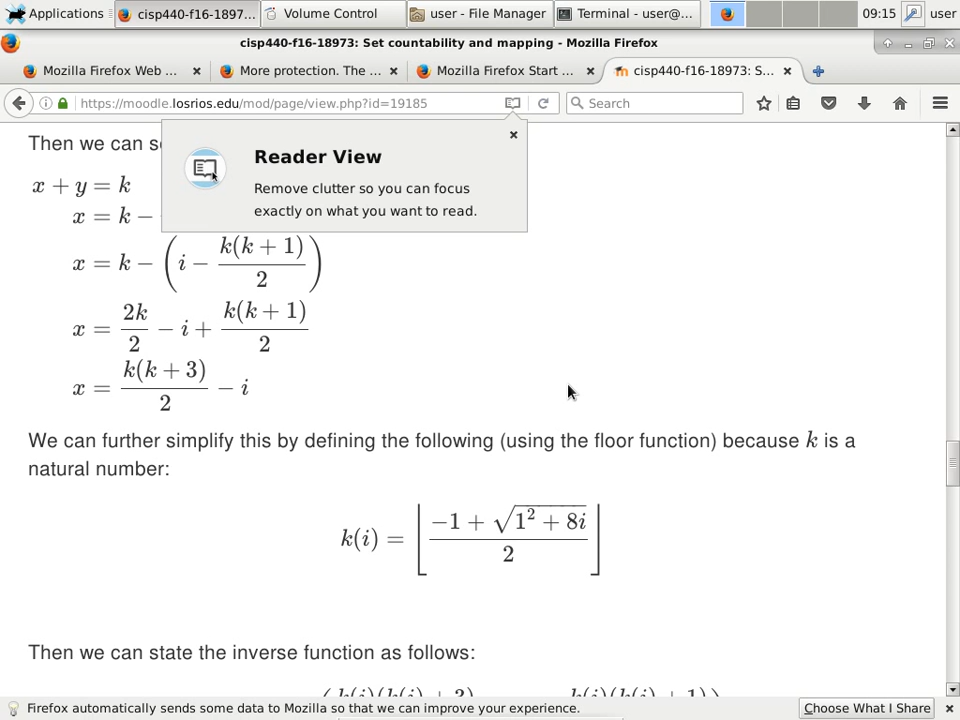 Applications cisp440-f16-1897... Volume Control user - File Manager Terminal - user@... 09:15 user
cisp440-f16-18973: Set countability and mapping - Mozilla Firefox
Mozilla Firefox Web ... More protection. The ... Mozilla Firefox Start ... cisp440-f16-18973: S...
https://moodle.losrios.edu/mod/page/view.php?id=19185 Search
Then we can s
Reader View
Remove clutter so you can focus
exactly on what you want to read.
x + y = k
x = k −
x = k − (i − k(k + 1)/2)
x = 2k/2 − i + k(k + 1)/2
x = k(k + 3)/2 − i
We can further simplify this by defining the following (using the floor function) because k is a
natural number:
k(i) = ⌊(−1 + √(1² + 8i))/2⌋
Then we can state the inverse function as follows:
Firefox automatically sends some data to Mozilla so that we can improve your experience. Choose What I Share